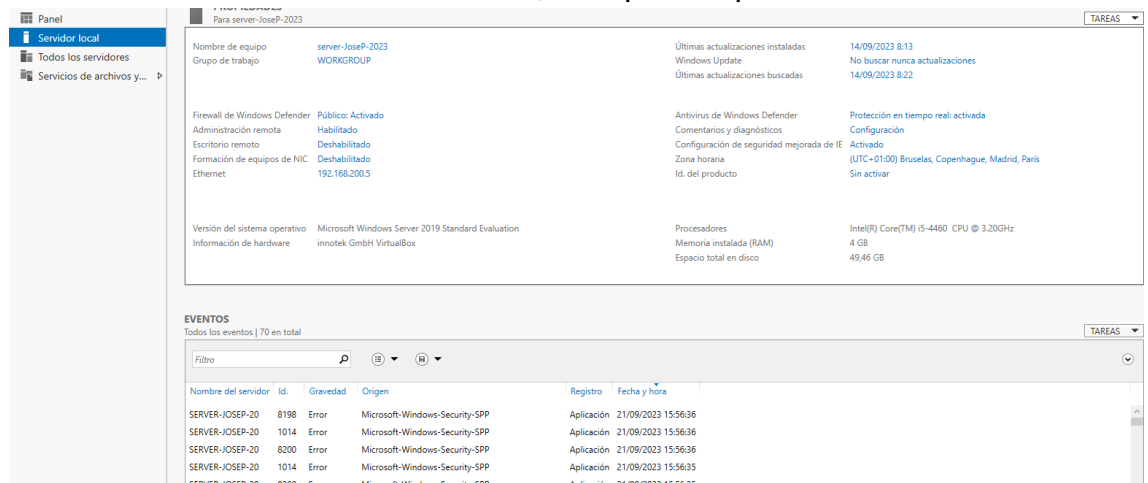 Panel
Servidor local
Todos los servidores
Servicios de archivos y...
PROPIEDADES
Para server-JoseP-2023
TAREAS
Nombre de equipo server-JoseP-2023
Grupo de trabajo WORKGROUP
Últimas actualizaciones instaladas 14/09/2023 8:13
Windows Update No buscar nunca actualizaciones
Últimas actualizaciones buscadas 14/09/2023 8:22
Firewall de Windows Defender Público: Activado
Administración remota Habilitado
Escritorio remoto Deshabilitado
Formación de equipos de NIC Deshabilitado
Ethernet 192.168.200.5
Antivirus de Windows Defender Protección en tiempo real: activada
Comentarios y diagnósticos Configuración
Configuración de seguridad mejorada de IE Activado
Zona horaria (UTC+01:00) Bruselas, Copenhague, Madrid, París
Id. del producto Sin activar
Versión del sistema operativo Microsoft Windows Server 2019 Standard Evaluation
Información de hardware innotek GmbH VirtualBox
Procesadores Intel(R) Core(TM) i5-4460 CPU @ 3.20GHz
Memoria instalada (RAM) 4 GB
Espacio total en disco 49,46 GB
EVENTOS
Todos los eventos | 70 en total
TAREAS
Filtro
Nombre del servidor Id. Gravedad Origen Registro Fecha y hora
SERVER-JOSEP-20 8198 Error Microsoft-Windows-Security-SPP Aplicación 21/09/2023 15:56:36
SERVER-JOSEP-20 1014 Error Microsoft-Windows-Security-SPP Aplicación 21/09/2023 15:56:36
SERVER-JOSEP-20 8200 Error Microsoft-Windows-Security-SPP Aplicación 21/09/2023 15:56:36
SERVER-JOSEP-20 1014 Error Microsoft-Windows-Security-SPP Aplicación 21/09/2023 15:56:35